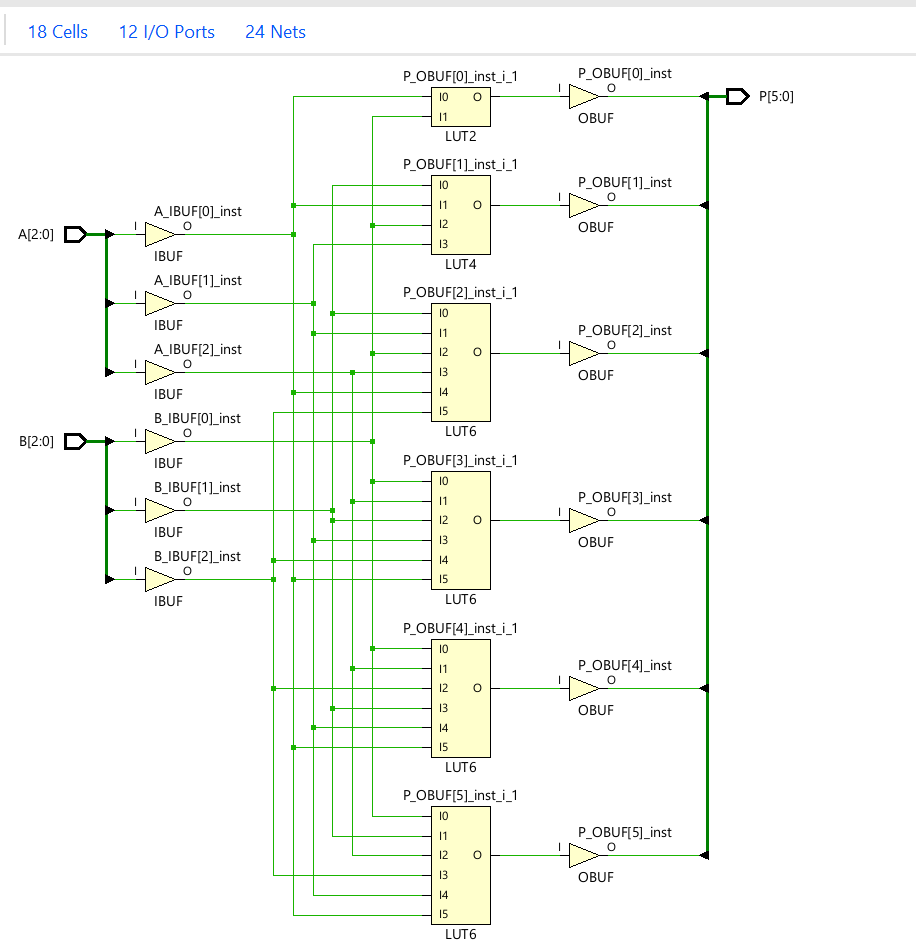 18 Cells 12 I/O Ports 24 Nets
P_OBUF[0]_inst_i_1
I0 O
I1
LUT2
P_OBUF[0]_inst
I O
OBUF
P[5:0]
P_OBUF[1]_inst_i_1
I0
I1 O
I2
I3
LUT4
P_OBUF[1]_inst
I O
OBUF
A[2:0]
A_IBUF[0]_inst
I O
IBUF
A_IBUF[1]_inst
I O
IBUF
A_IBUF[2]_inst
I O
IBUF
P_OBUF[2]_inst_i_1
I0
I1
I2 O
I3
I4
I5
LUT6
P_OBUF[2]_inst
I O
OBUF
B[2:0]
B_IBUF[0]_inst
I O
IBUF
B_IBUF[1]_inst
I O
IBUF
B_IBUF[2]_inst
I O
IBUF
P_OBUF[3]_inst_i_1
I0
I1
I2 O
I3
I4
I5
LUT6
P_OBUF[3]_inst
I O
OBUF
P_OBUF[4]_inst_i_1
I0
I1
I2 O
I3
I4
I5
LUT6
P_OBUF[4]_inst
I O
OBUF
P_OBUF[5]_inst_i_1
I0
I1
I2 O
I3
I4
I5
LUT6
P_OBUF[5]_inst
I O
OBUF